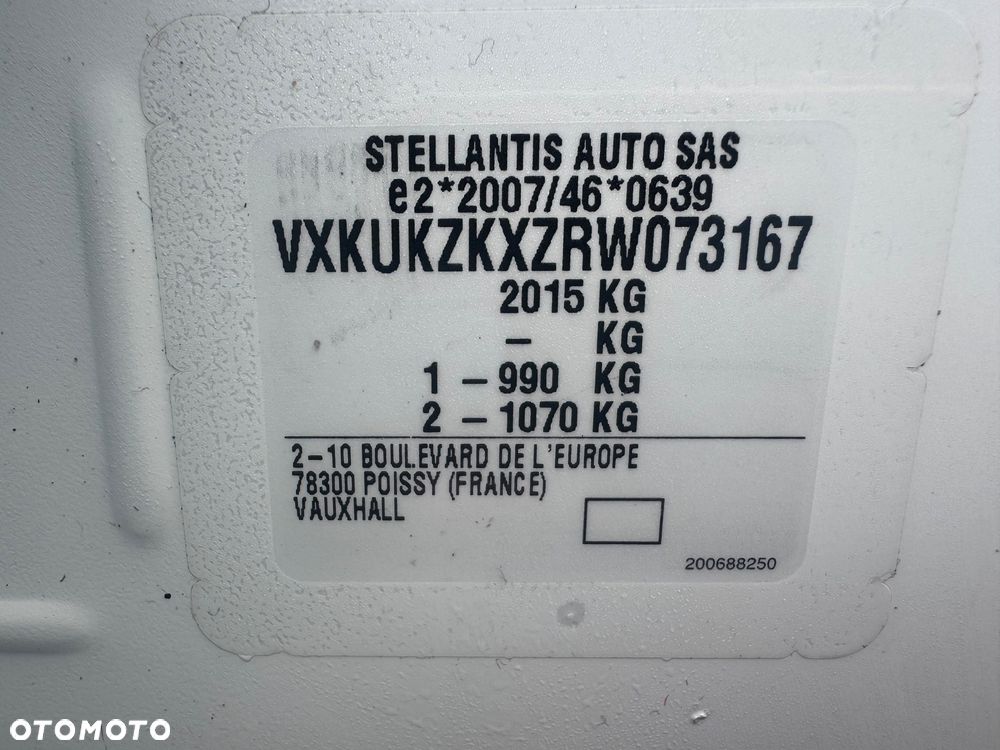 STELLANTIS AUTO SAS
e2*2007/46*0639
VXKUKZKXZRW073167
2015 KG
- KG
1 - 990 KG
2 - 1070 KG
2-10 BOULEVARD DE L'EUROPE
78300 POISSY (FRANCE)
VAUXHALL
200688250
OTOMOTO